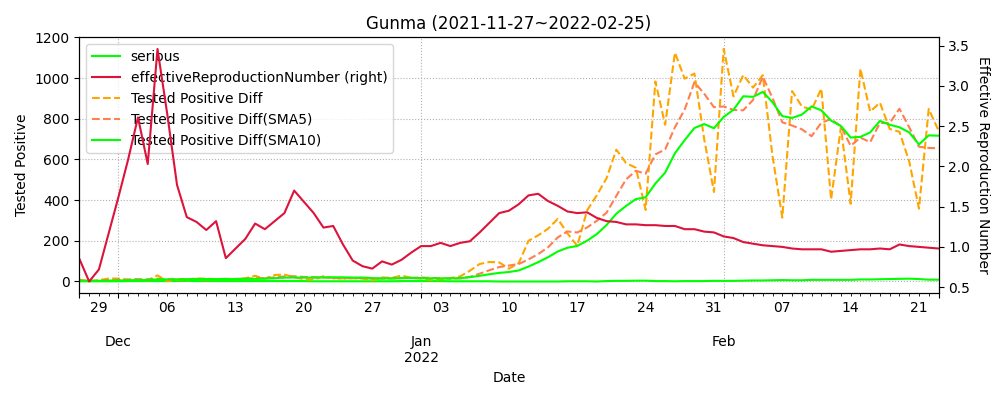 Gunma (2021-11-27~2022-02-25)
serious
effectiveReproductionNumber (right)
Tested Positive Diff
Tested Positive Diff(SMA5)
Tested Positive Diff(SMA10)
Tested Positive
1200
1000
800
600
400
200
0
3.5
3.0
2.5
2.0
1.5
1.0
0.5
Effective Reproduction Number
29 06 13 20 27 03 10 17 24 31 07 14 21
Dec Jan Feb
2022
Date